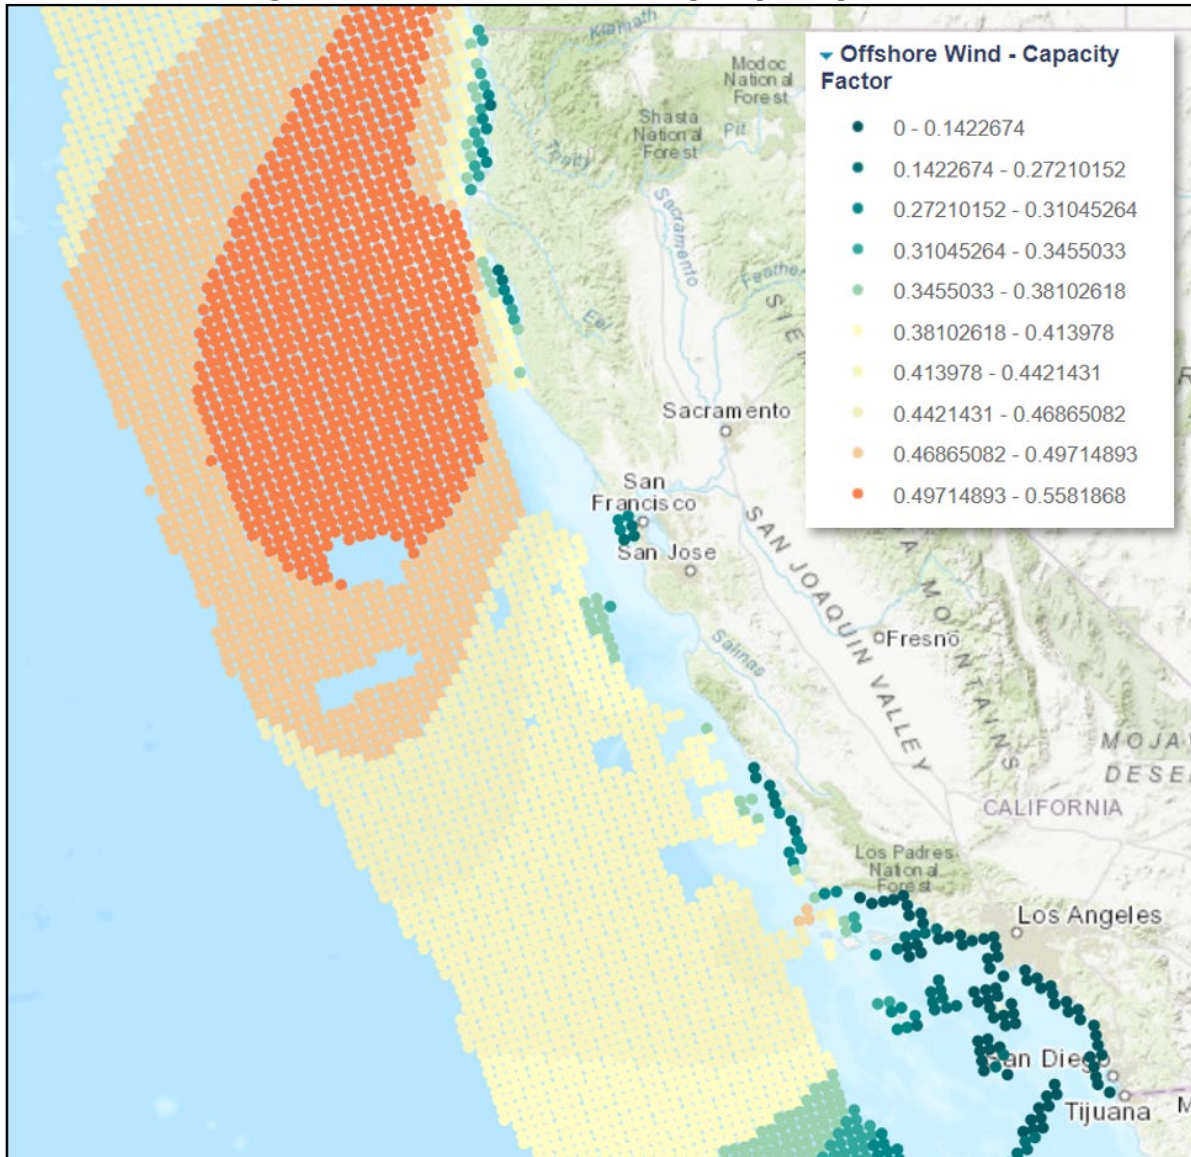 Klamath
Modoc
National
Forest
Shasta
National
Forest
Pit
Trinity
Sacramento
Feather
SIE
Eel
Sacramento
San
Francisco
San Jose
SAN JOAQUIN VALLEY
A MOUNTAINS
Fresno
Salinas
MOJAV
DESE
CALIFORNIA
Los Padres
National
Forest
Los Angeles
San Diego
Tijuana
M
R
Offshore Wind - Capacity
Factor
0 - 0.1422674
0.1422674 - 0.27210152
0.27210152 - 0.31045264
0.31045264 - 0.3455033
0.3455033 - 0.38102618
0.38102618 - 0.413978
0.413978 - 0.4421431
0.4421431 - 0.46865082
0.46865082 - 0.49714893
0.49714893 - 0.5581868